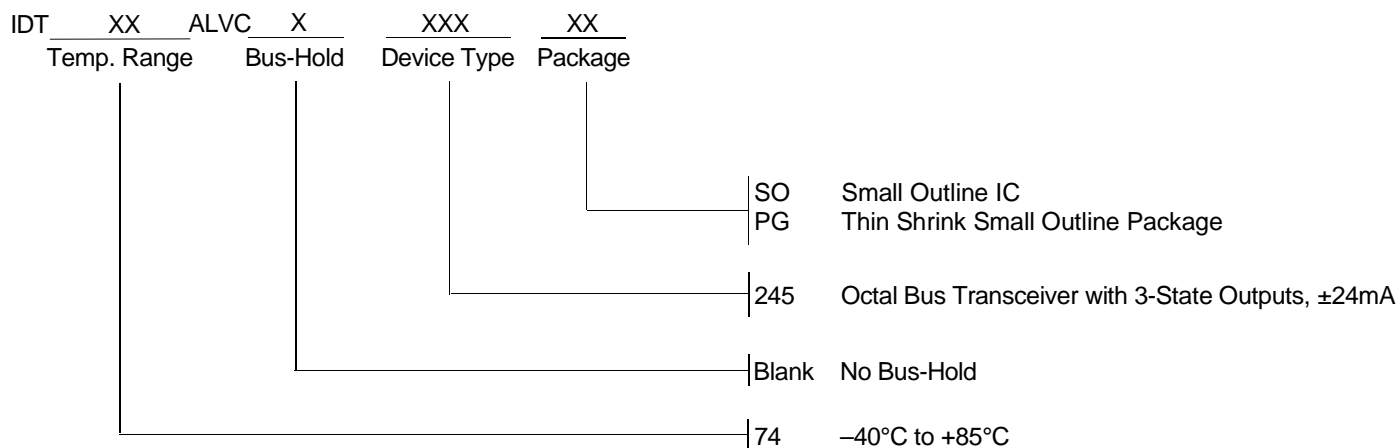 IDT XX ALVC X XXX XX
Temp. Range Bus-Hold Device Type Package
SO Small Outline IC
PG Thin Shrink Small Outline Package
245 Octal Bus Transceiver with 3-State Outputs, ±24mA
Blank No Bus-Hold
74 –40°C to +85°C